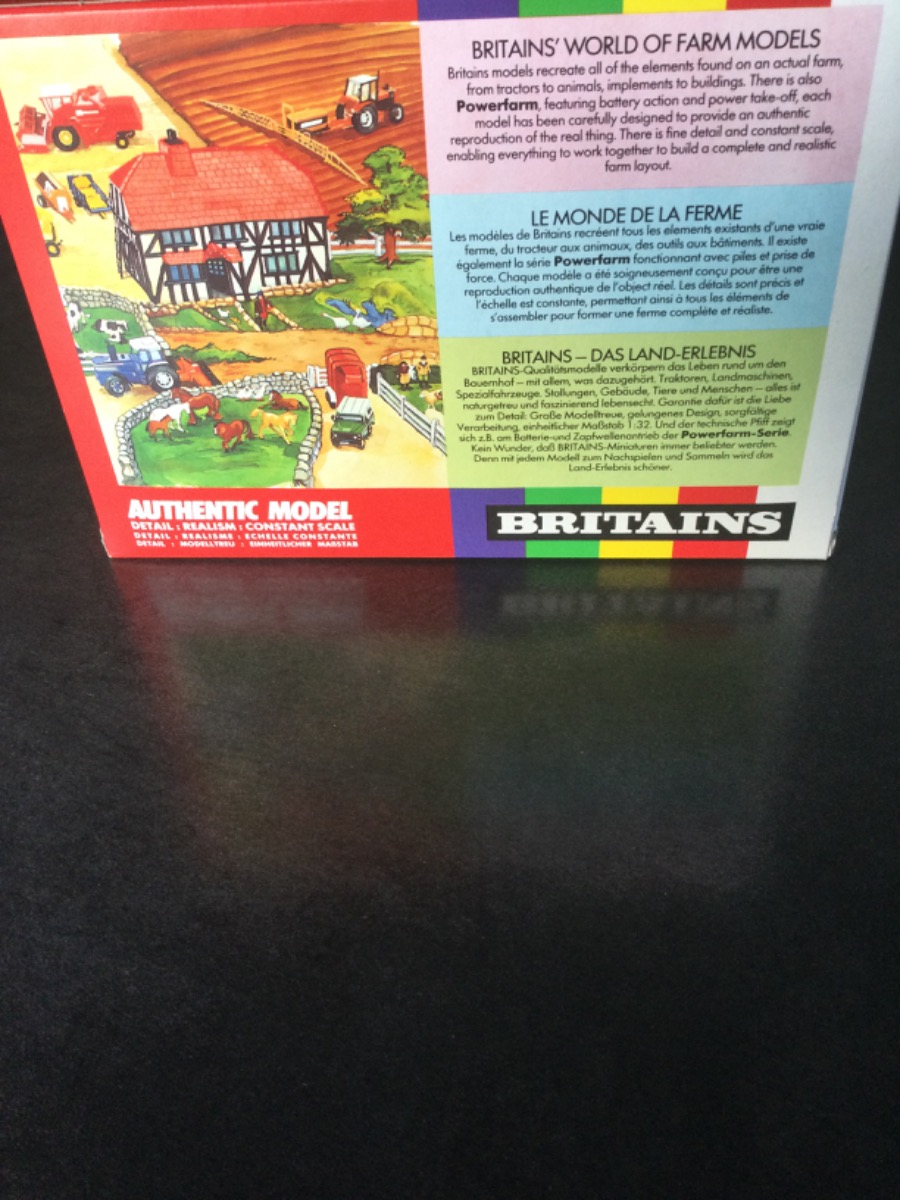 BRITAINS' WORLD OF FARM MODELS
Britains models recreate all of the elements found on an actual farm,
from tractors to animals, implements to buildings. There is also
Powerfarm, featuring battery action and power take-off, each
model has been carefully designed to provide an authentic
reproduction of the real thing. There is fine detail and constant scale,
enabling everything to work together to build a complete and realistic
farm layout.
LE MONDE DE LA FERME
Les modèles de Britains recréent tous les elements existants d'une vraie
ferme, du tracteur aux animaux, des outils aux bâtiments. Il existe
également la série Powerfarm fonctionnant avec piles et prise de
force. Chaque modèle a été soigneusement conçu pour être une
reproduction authentique de l'object réel. Les détails sont précis et
l'échelle est constante, permettant ainsi à tous les éléments de
s'assembler pour former une ferme complète et réaliste.
BRITAINS – DAS LAND-ERLEBNIS
BRITAINS-Qualitätsmodelle verkörpern das Leben rund um den
Bauernhof – mit allem, was dazugehört. Traktoren, Landmaschinen,
Spezialfahrzeuge. Stallungen, Gebäude, Tiere und Menschen – alles ist
naturgetreu und faszinierend lebensecht. Garantie dafür ist die Liebe
zum Detail: Große Modelltreue, gelungenes Design, sorgfältige
Verarbeitung, einheitlicher Maßstab 1:32. Und der technische Pfiff zeigt
sich z.B. am Batterie-und Zapfwellenantrieb der Powerfarm-Serie.
Kein Wunder, daß BRITAINS-Miniaturen immer beliebter werden.
Denn mit jedem Modell zum Nachspielen und Sammeln wird das
Land-Erlebnis schöner.
AUTHENTIC MODEL
DETAIL : REALISM : CONSTANT SCALE
DETAIL : REALISME : ECHELLE CONSTANTE
DETAIL : MODELLTREU : EINHEITLICHER MAßSTAB
BRITAINS